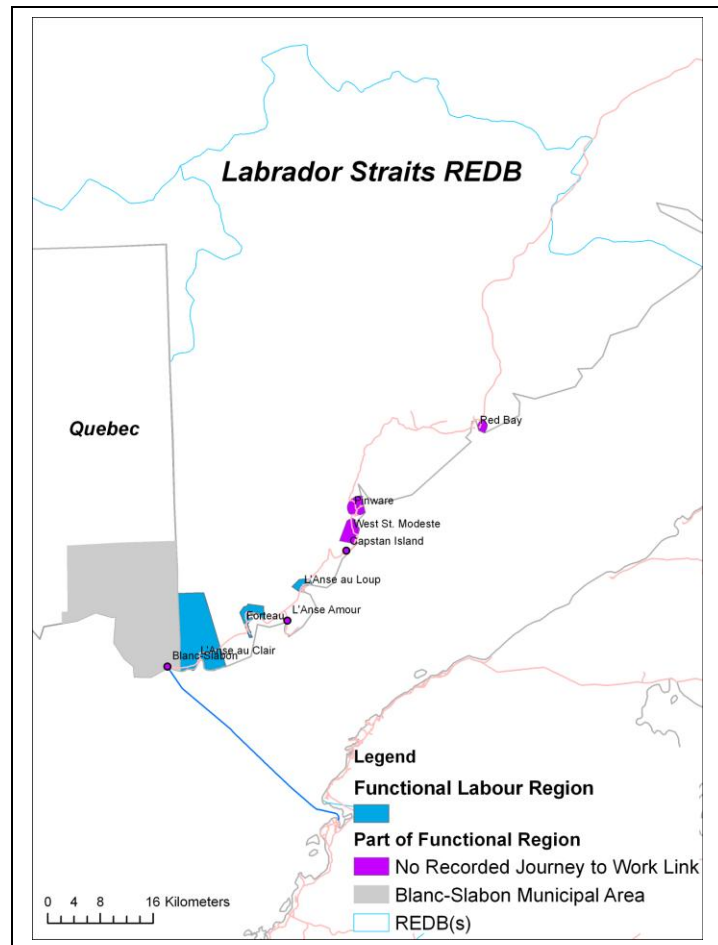 Labrador Straits REDB
Quebec
Red Bay
Pinware
West St. Modeste
Capstan Island
L'Anse au Loup
L'Anse Amour
Forteau
L'Anse au Clair
Blanc-Slabon
Legend
Functional Labour Region
Part of Functional Region
No Recorded Journey to Work Link
Blanc-Slabon Municipal Area
REDB(s)
0 4 8 16 Kilometers